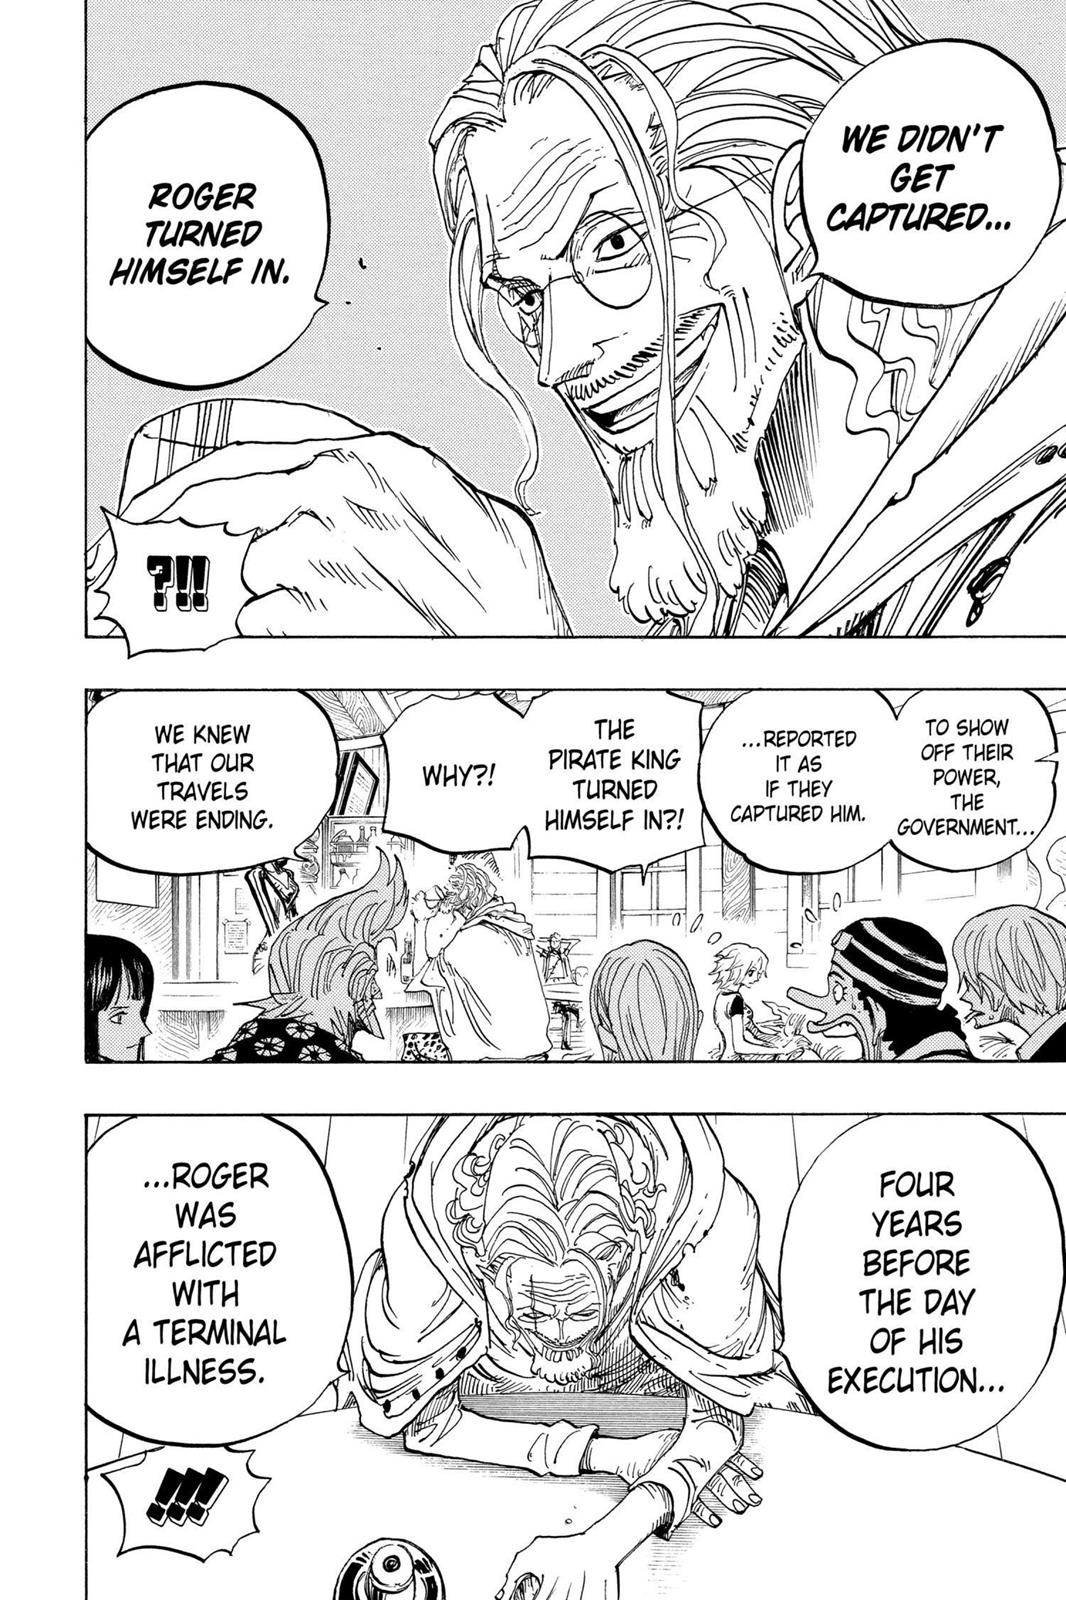 WE DIDN'T
GET
CAPTURED...
ROGER
TURNED
HIMSELF IN.
?!!
TO SHOW
OFF THEIR
POWER,
THE
GOVERNMENT...
...REPORTED
IT AS
IF THEY
CAPTURED HIM.
THE
PIRATE KING
TURNED
HIMSELF IN?!
WHY?!
WE KNEW
THAT OUR
TRAVELS
WERE ENDING.
FOUR
YEARS
BEFORE
THE DAY
OF HIS
EXECUTION...
...ROGER
WAS
AFFLICTED
WITH
A TERMINAL
ILLNESS.
!!!